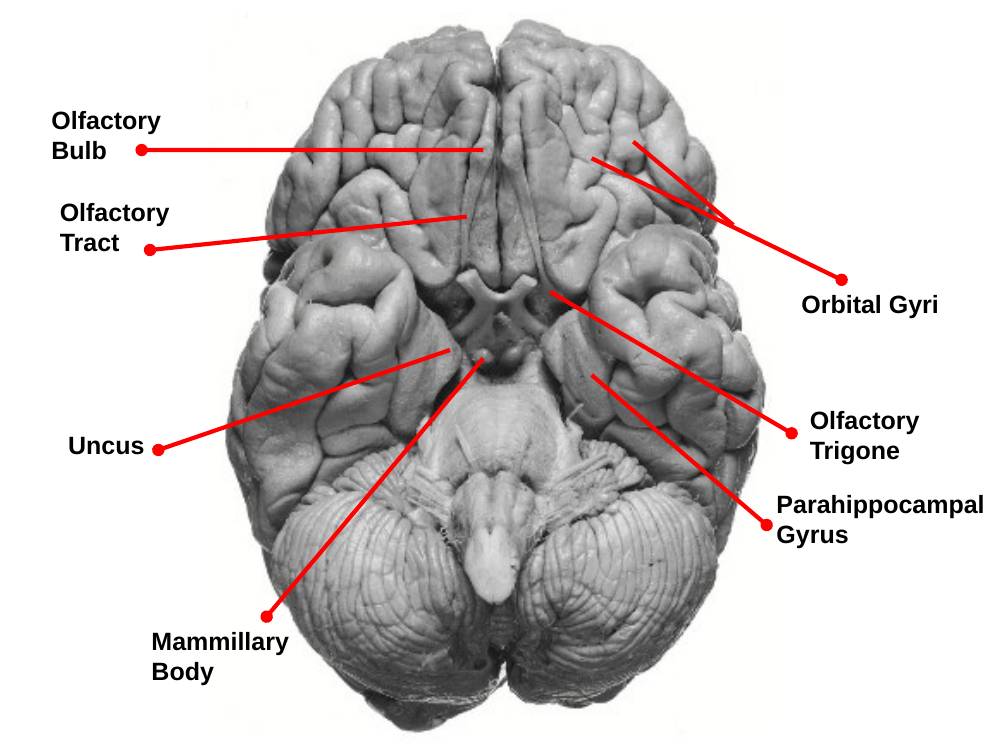 Olfactory
Bulb
Olfactory
Tract
Orbital Gyri
Uncus
Olfactory
Trigone
Parahippocampal
Gyrus
Mammillary
Body